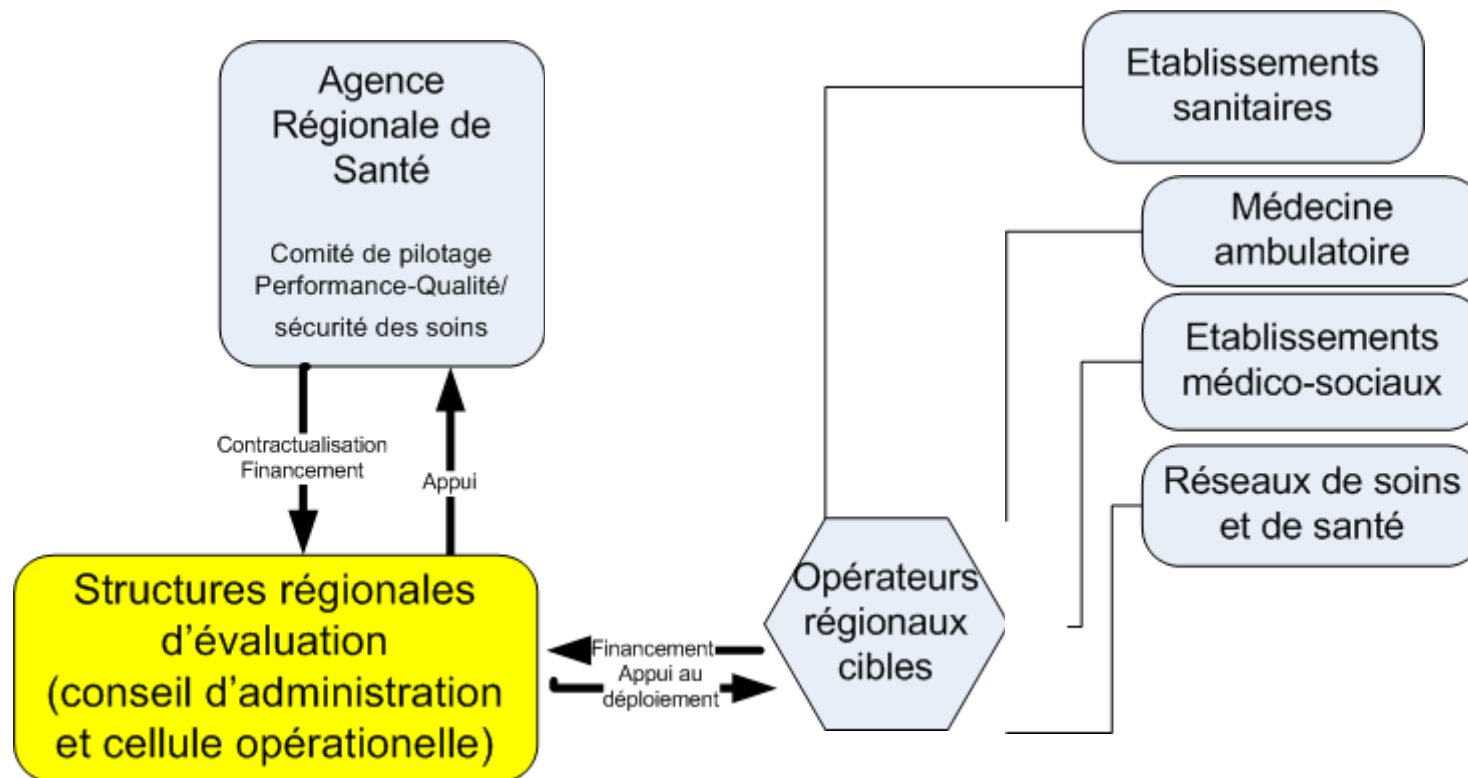 Agence
Régionale de
Santé
Comité de pilotage
Performance-Qualité/
sécurité des soins
Contractualisation
Financement
Appui
Structures régionales
d’évaluation
(conseil d’administration
et cellule opérationelle)
Financement
Appui au
déploiement
Opérateurs
régionaux
cibles
Etablissements
sanitaires
Médecine
ambulatoire
Etablissements
médico-sociaux
Réseaux de soins
et de santé